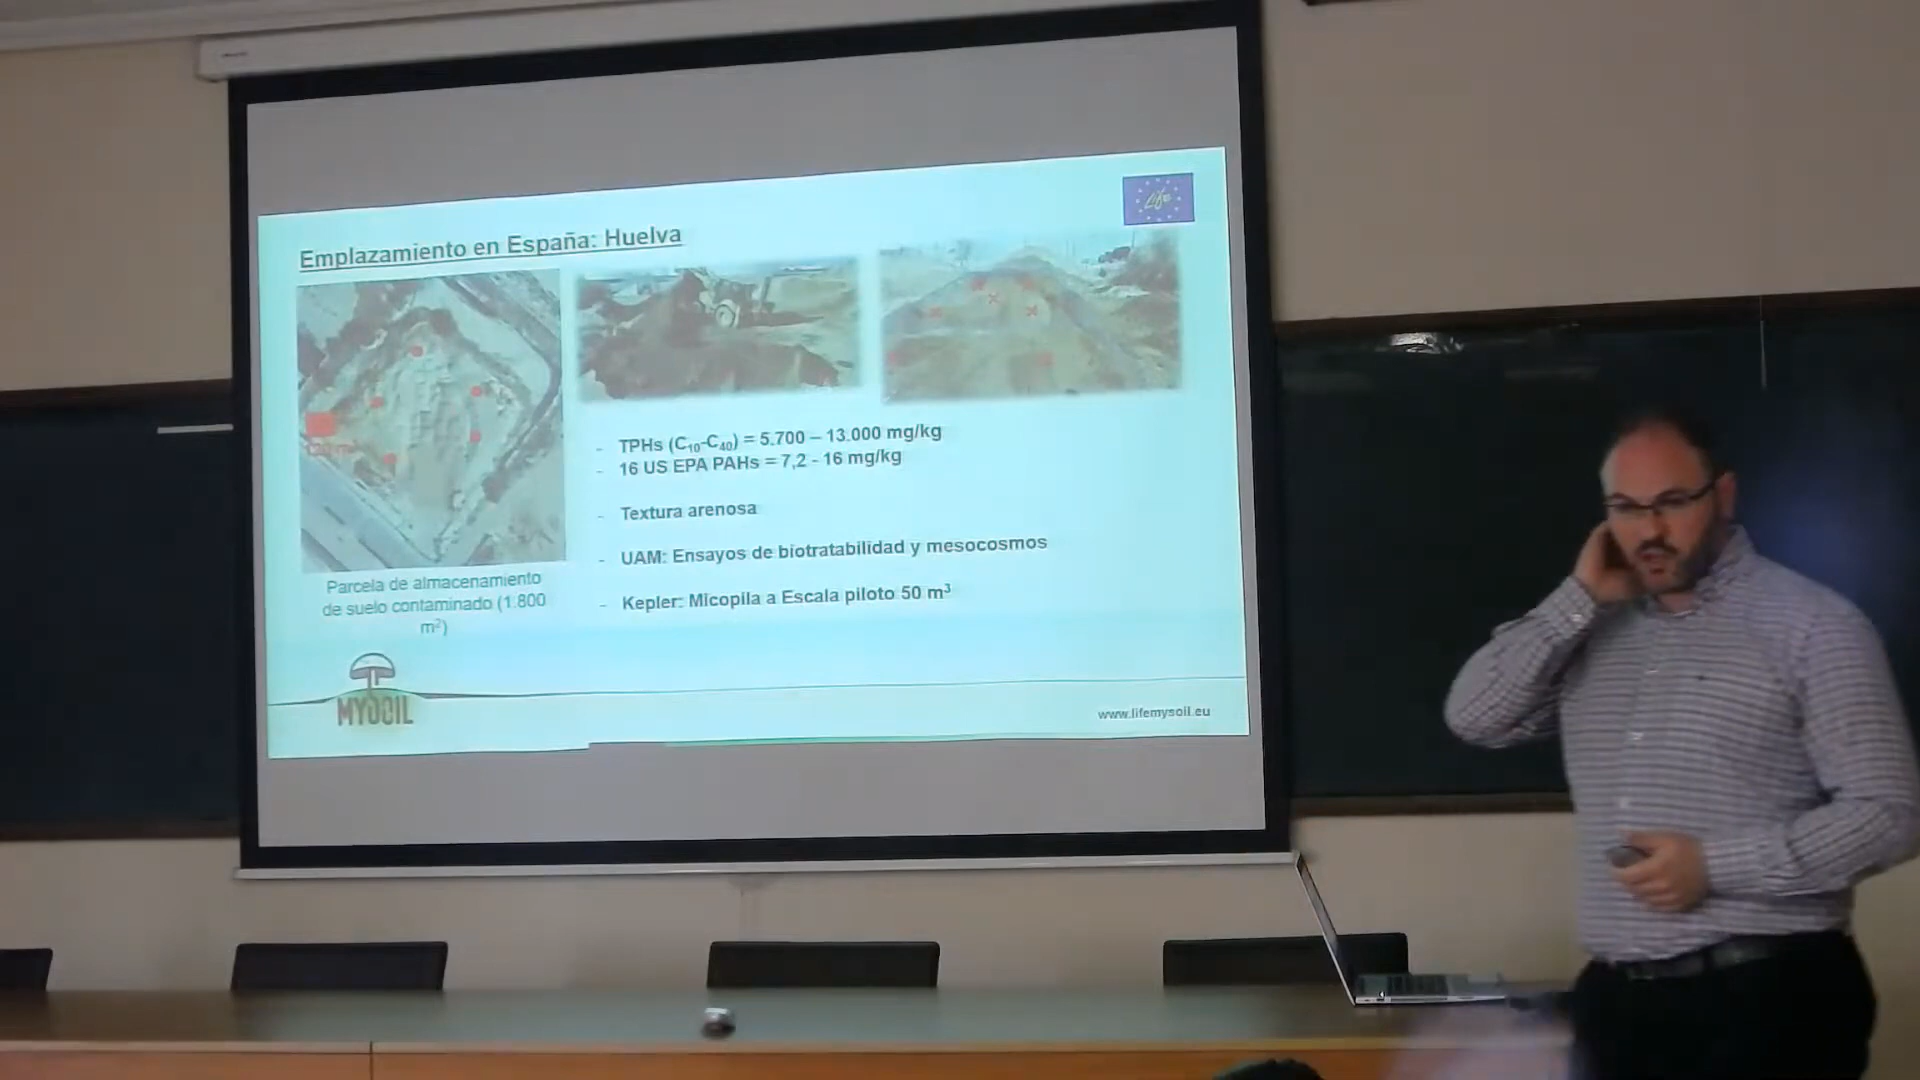 Life
Emplazamiento en España: Huelva
- TPHs (C₁₀-C₄₀) = 5.700 – 13.000 mg/kg
- 16 US EPA PAHs = 7,2 - 16 mg/kg
- Textura arenosa
- UAM: Ensayos de biotratabilidad y mesocosmos
- Kepler: Micopila a Escala piloto 50 m³
Parcela de almacenamiento
de suelo contaminado (1.800
m²)
MYSOIL
www.lifemysoil.eu